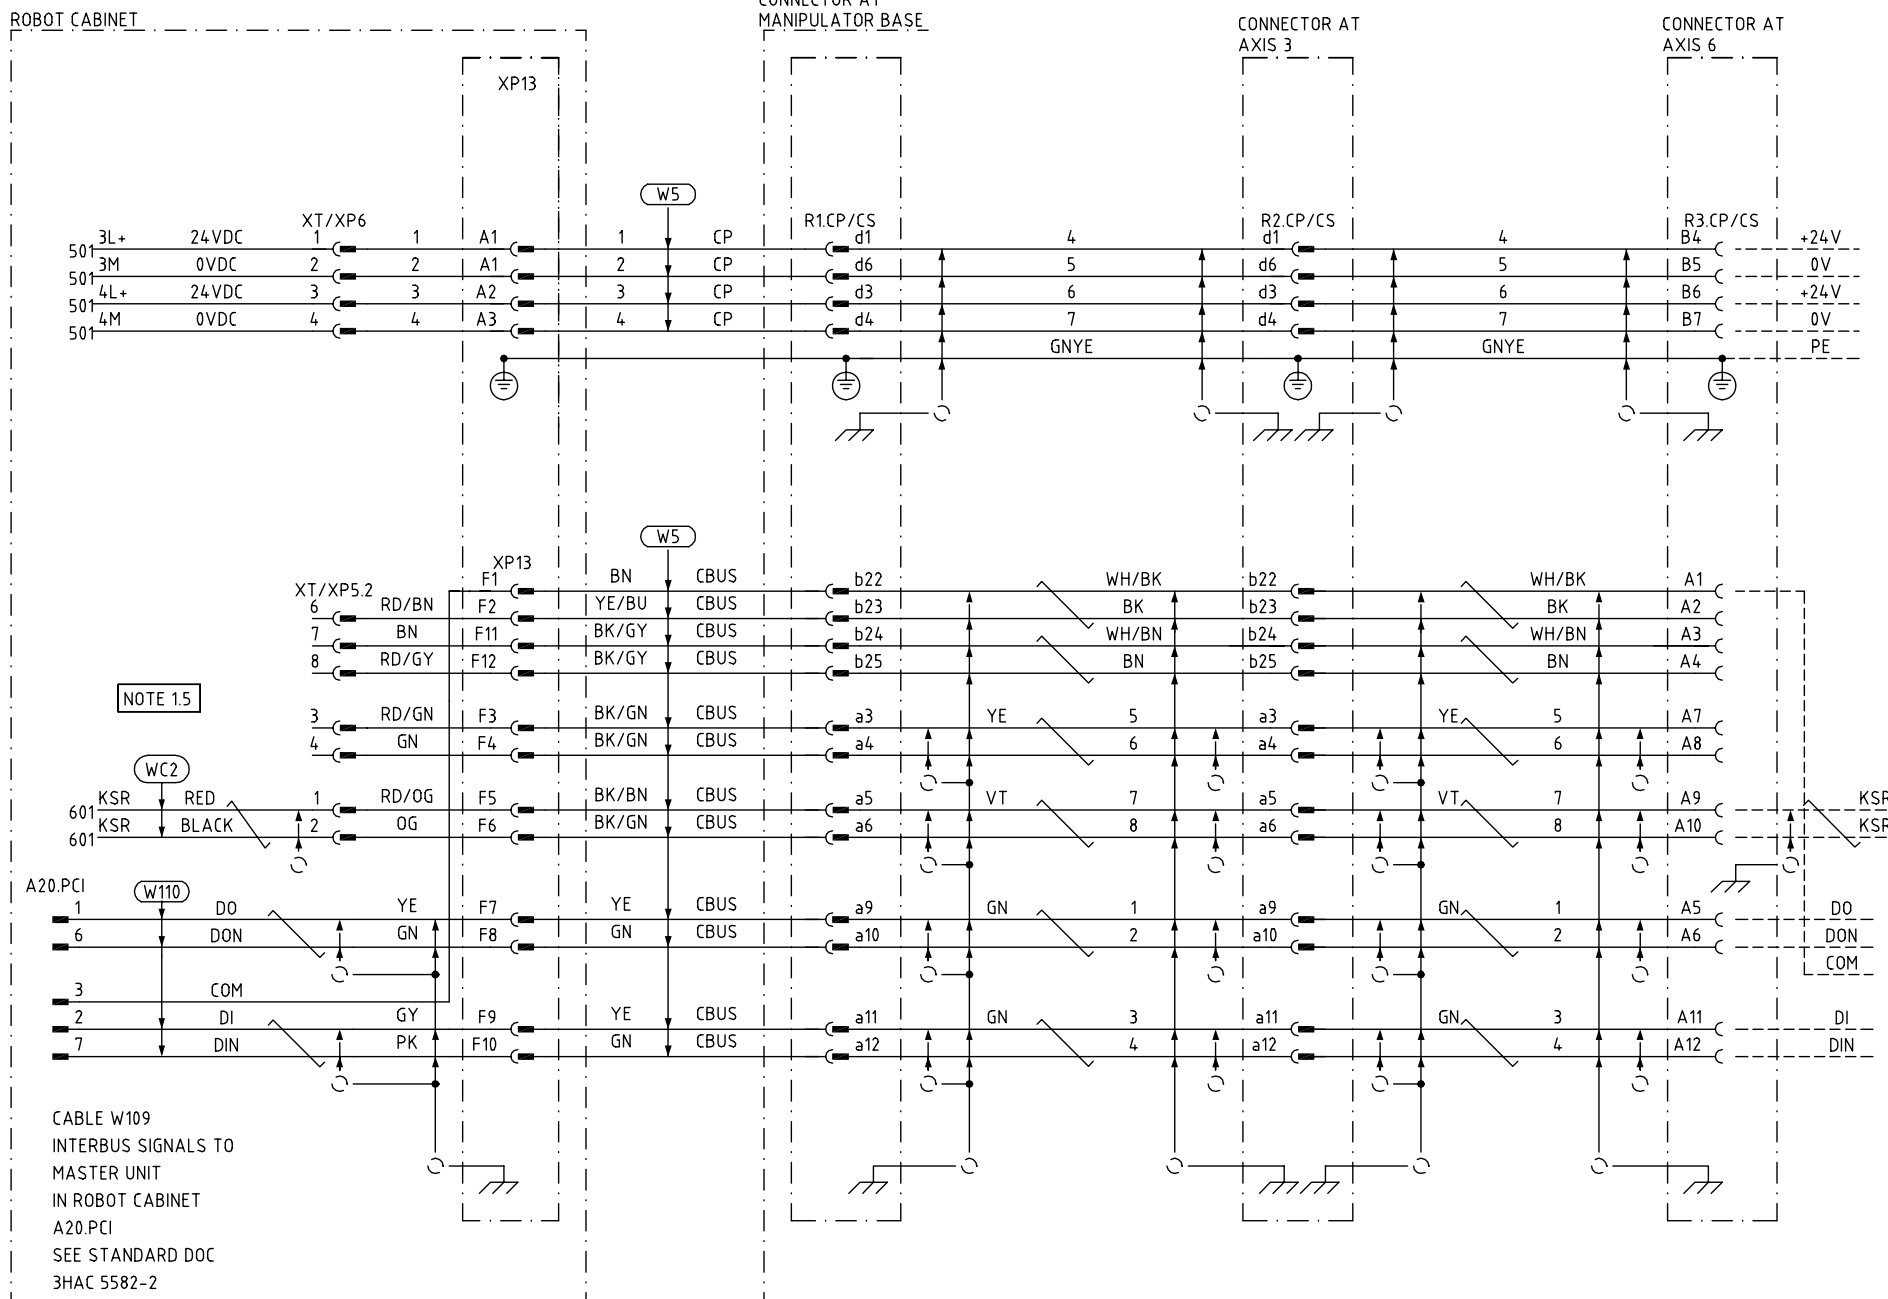 CONNECTOR AT
ROBOT CABINET MANIPULATOR BASE CONNECTOR AT CONNECTOR AT
AXIS 3 AXIS 6
XP13
W5
XT/XP6 R1.CP/CS R2.CP/CS R3.CP/CS
501 3L+ 24VDC 1 1 A1 1 CP d1 4 d1 4 B4 +24V
501 3M 0VDC 2 2 A1 2 CP d6 5 d6 5 B5 0V
501 4L+ 24VDC 3 3 A2 3 CP d3 6 d3 6 B6 +24V
501 4M 0VDC 4 4 A3 4 CP d4 7 d4 7 B7 0V
GNYE GNYE PE
W5
XP13
XT/XP5.2
F1 BN CBUS b22 WH/BK b22 WH/BK A1
6 RD/BN F2 YE/BU CBUS b23 BK b23 BK A2
7 BN F11 BK/GY CBUS b24 WH/BN b24 WH/BN A3
8 RD/GY F12 BK/GY CBUS b25 BN b25 BN A4
NOTE 1.5
3 RD/GN F3 BK/GN CBUS a3 YE 5 a3 YE 5 A7
4 GN F4 BK/GN CBUS a4 6 a4 6 A8
WC2
601 KSR RED 1 RD/OG F5 BK/BN CBUS a5 VT 7 a5 VT 7 A9 KSR
601 KSR BLACK 2 OG F6 BK/GN CBUS a6 8 a6 8 A10 KSR
A20.PCI W110
1 DO YE F7 YE CBUS a9 GN 1 a9 GN 1 A5 DO
6 DON GN F8 GN CBUS a10 2 a10 2 A6 DON
COM
3 COM
2 DI GY F9 YE CBUS a11 GN 3 a11 GN 3 A11 DI
7 DIN PK F10 GN CBUS a12 4 a12 4 A12 DIN
CABLE W109
INTERBUS SIGNALS TO
MASTER UNIT
IN ROBOT CABINET
A20.PCI
SEE STANDARD DOC
3HAC 5582-2